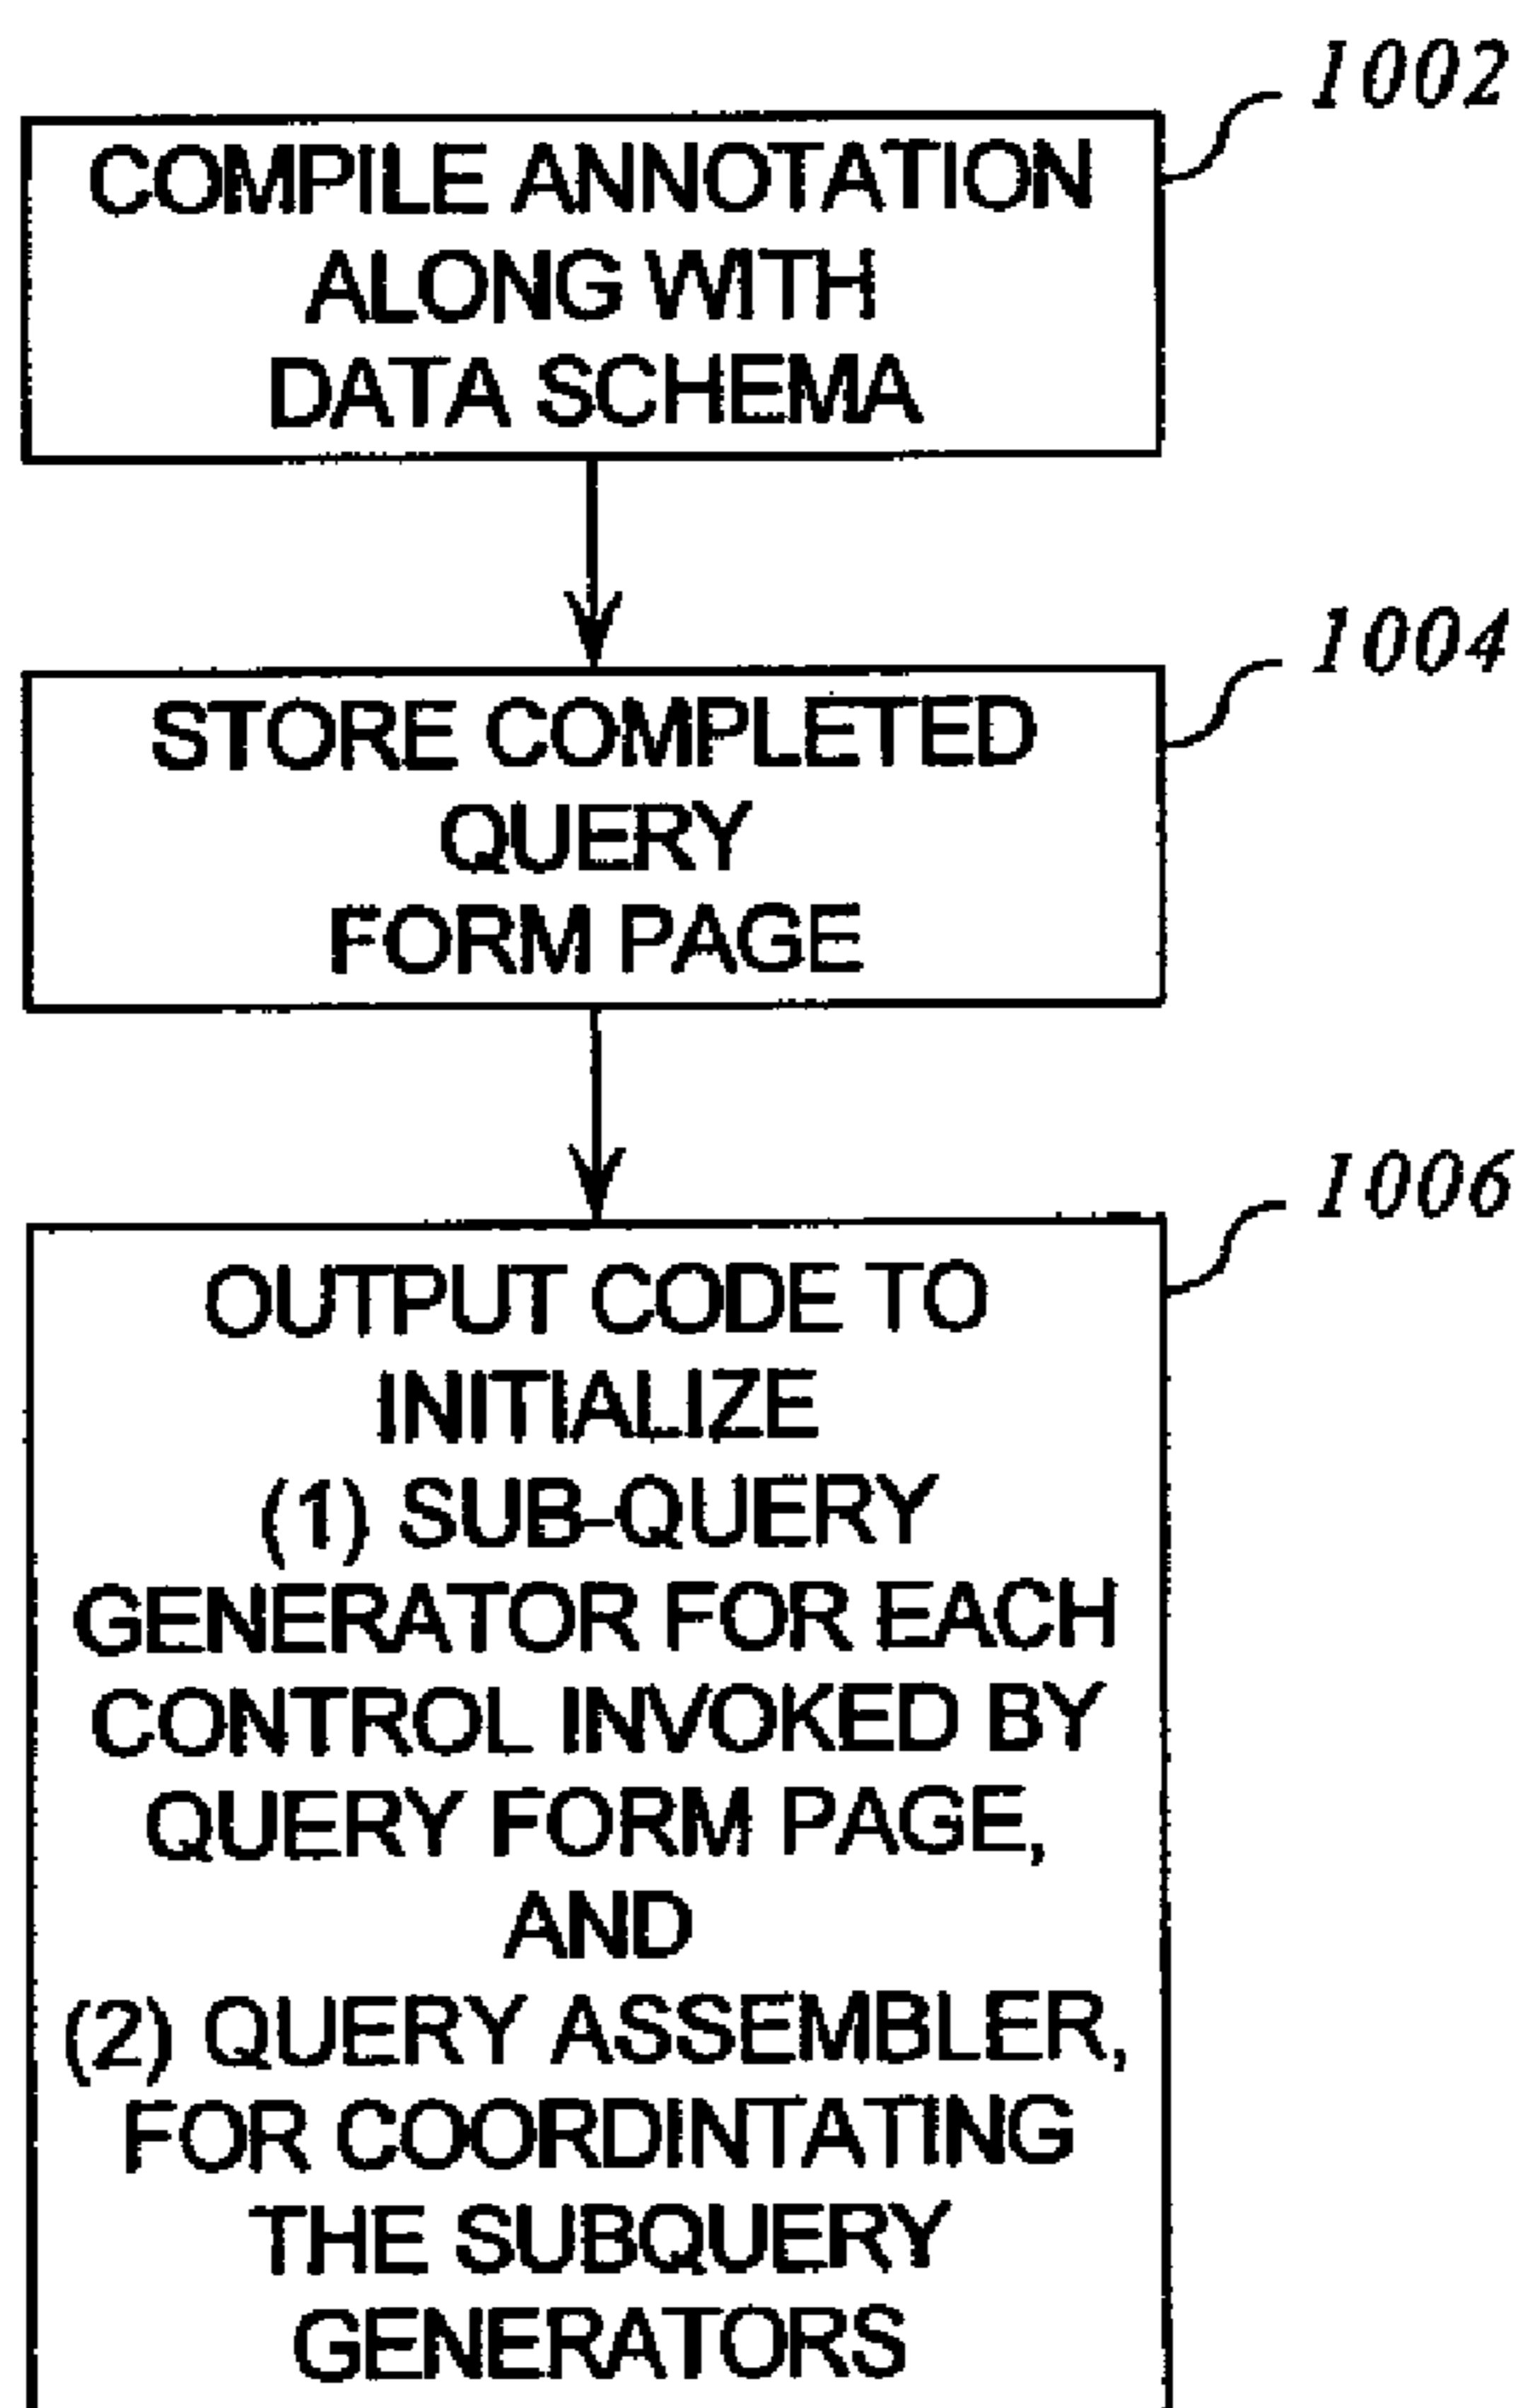 1002
COMPILE ANNOTATION
ALONG WITH
DATA SCHEMA
1004
STORE COMPLETED
QUERY
FORM PAGE
1006
OUTPUT CODE TO
INITIALIZE
(1) SUB-QUERY
GENERATOR FOR EACH
CONTROL INVOKED BY
QUERY FORM PAGE,
AND
(2) QUERY ASSEMBLER,
FOR COORDINTATING
THE SUBQUERY
GENERATORS